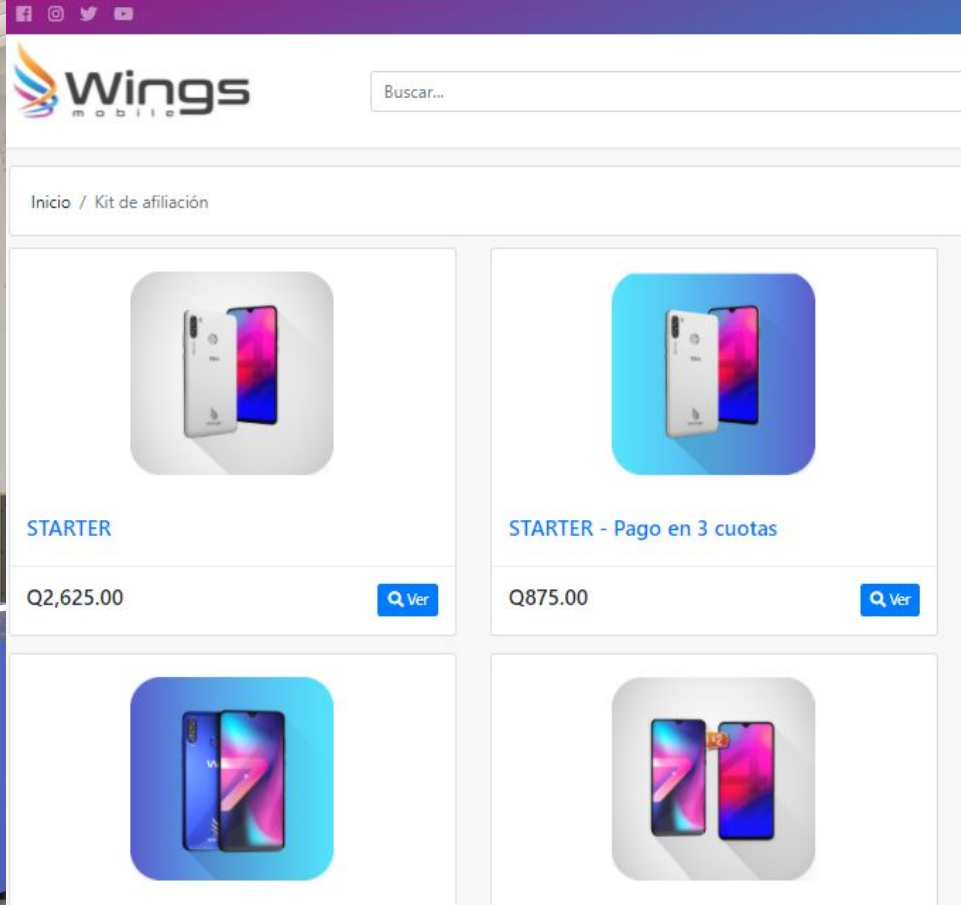 Wings
mobile
Buscar...
Inicio / Kit de afiliación
STARTER
Q2,625.00
Ver
STARTER - Pago en 3 cuotas
Q875.00
Ver